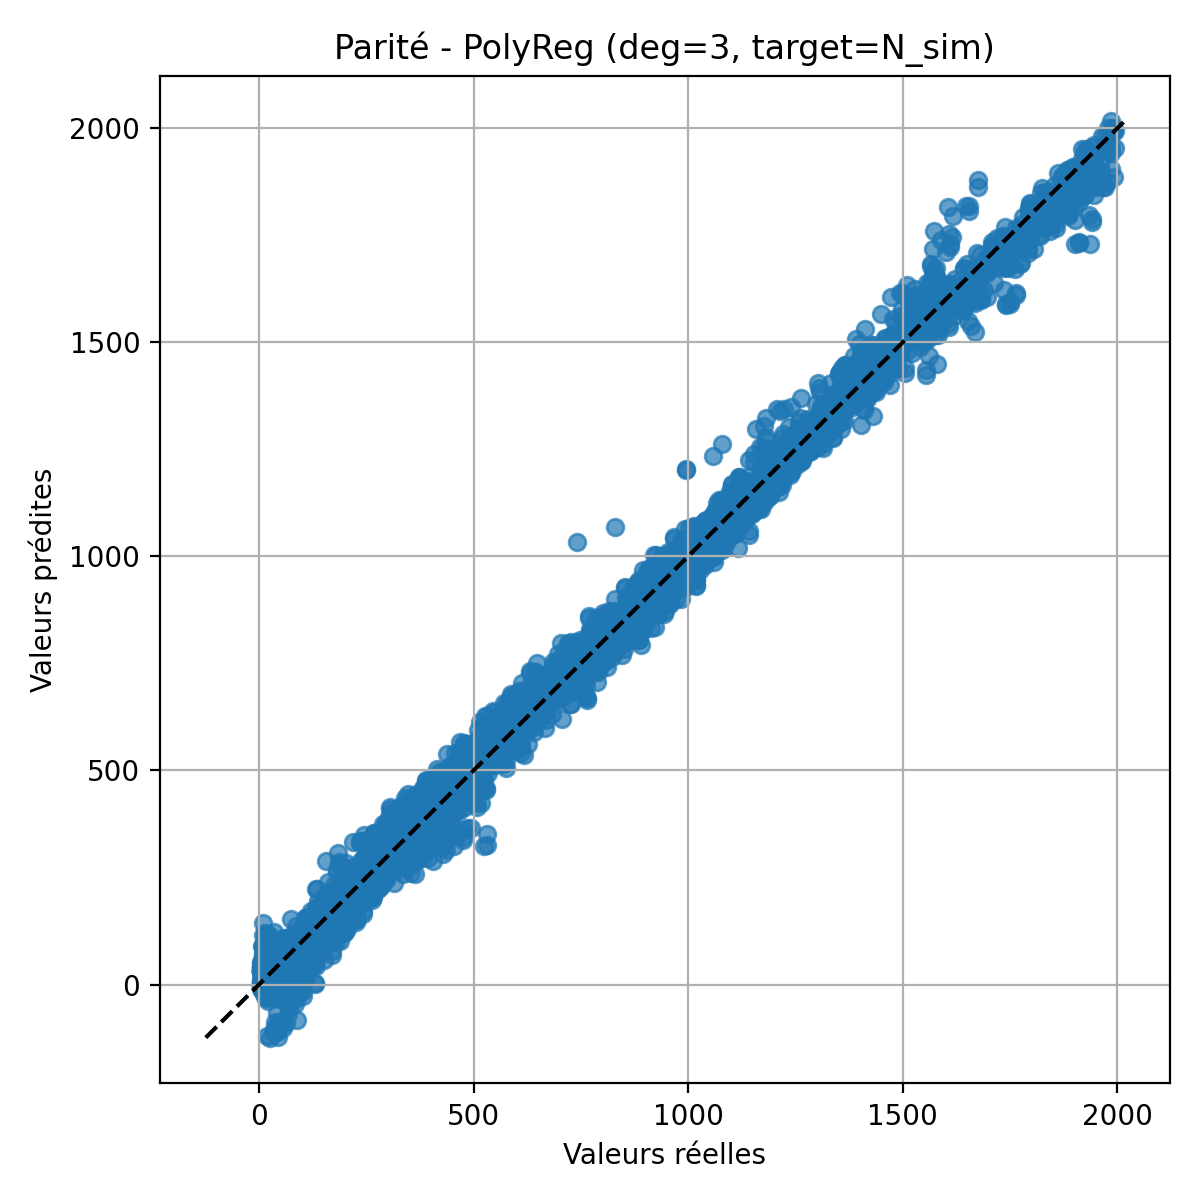 Parité - PolyReg (deg=3, target=N_sim)
2000
1500
1000
500
0
Valeurs prédites
0 500 1000 1500 2000
Valeurs réelles